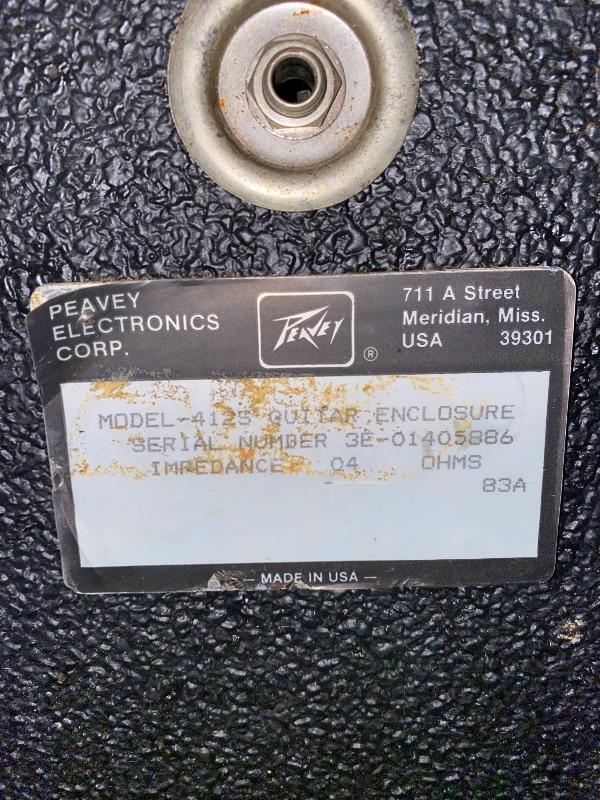 PEAVEY
ELECTRONICS
CORP.
PEAVEY
®
711 A Street
Meridian, Miss.
USA 39301
MODEL-412S GUITAR ENCLOSURE
SERIAL NUMBER 3E-01405886
IMPEDANCE 04 OHMS
83A
— MADE IN USA —